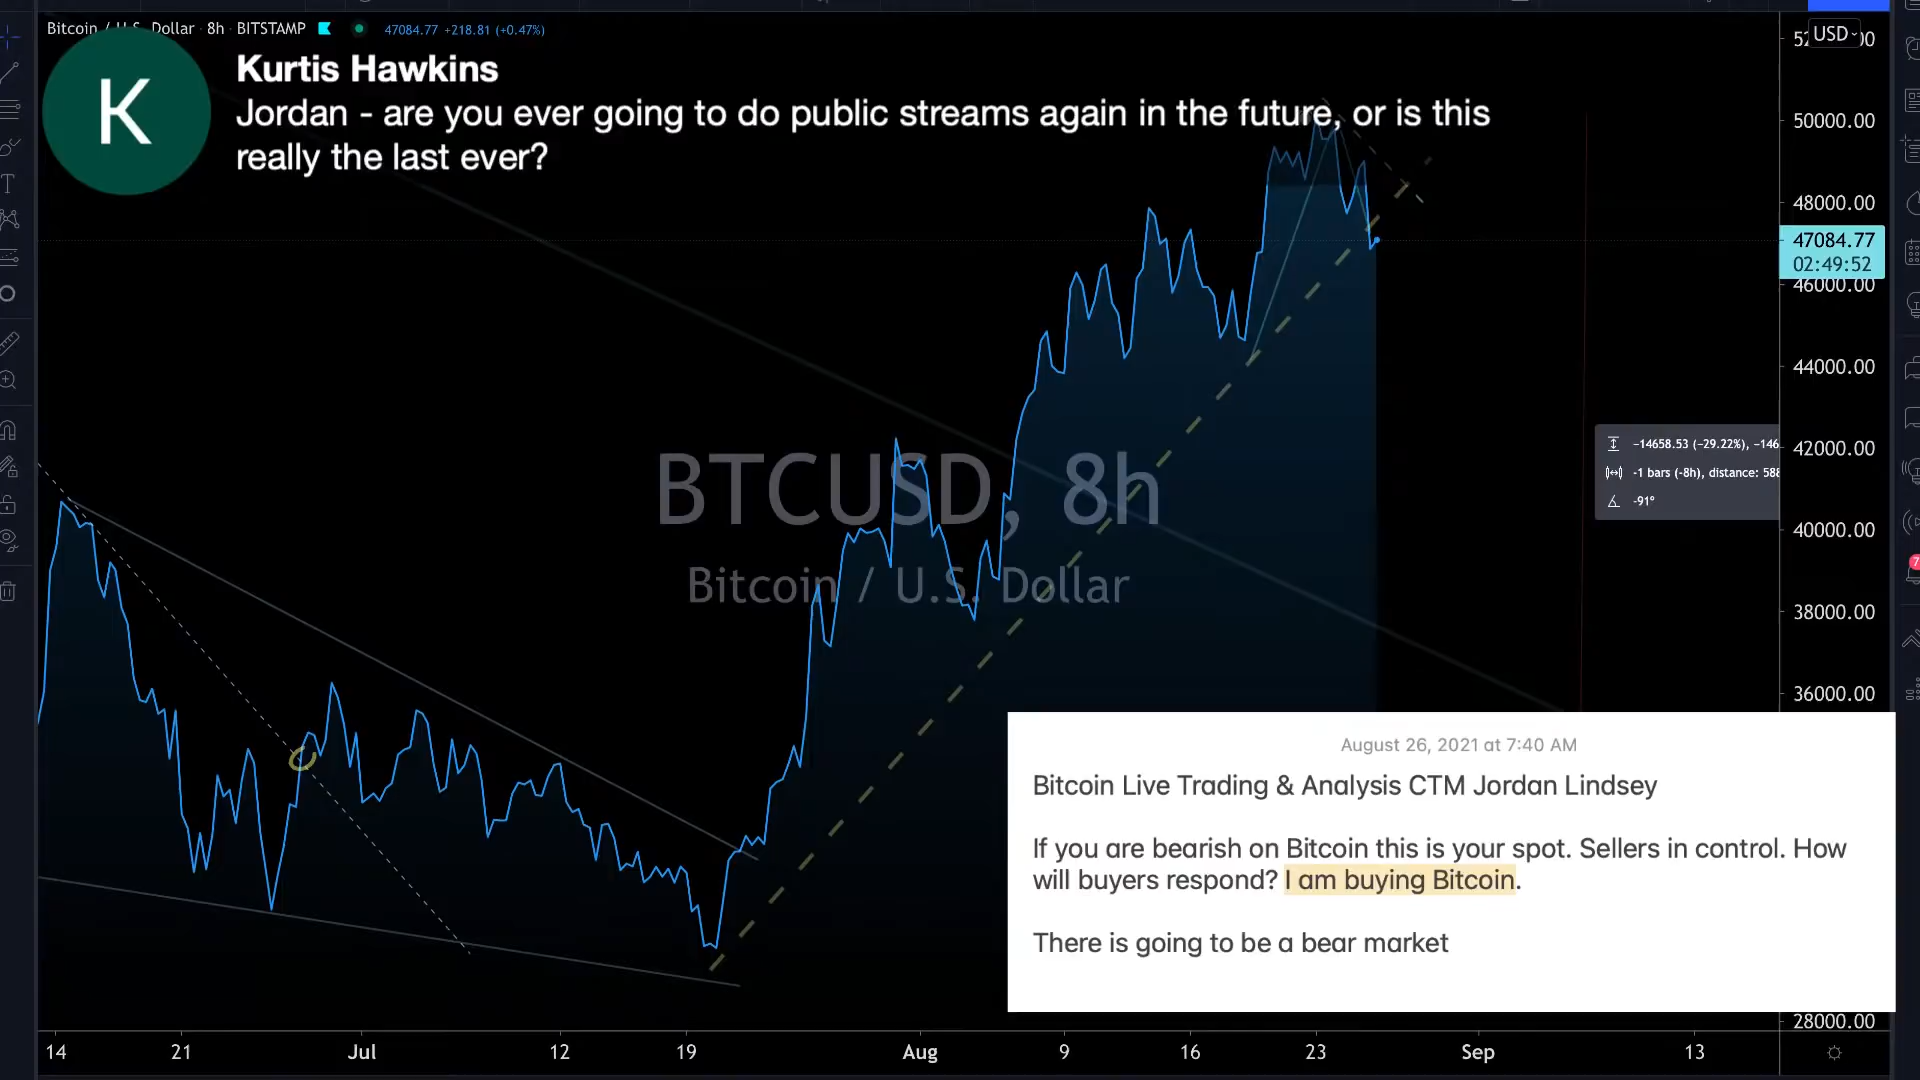 Bitcoin / U.S. Dollar · 8h · BITSTAMP 47084.77 +218.81 (+0.47%)
K
Kurtis Hawkins
Jordan - are you ever going to do public streams again in the future, or is this
really the last ever?
USD
50000.00
48000.00
47084.77
02:49:52
46000.00
44000.00
42000.00
40000.00
38000.00
36000.00
28000.00
BTCUSD, 8h
Bitcoin / U.S. Dollar
−14658.53 (−29.22%), −146
-1 bars (-8h), distance: 588
-91°
7
August 26, 2021 at 7:40 AM
Bitcoin Live Trading & Analysis CTM Jordan Lindsey
If you are bearish on Bitcoin this is your spot. Sellers in control. How
will buyers respond? I am buying Bitcoin.
There is going to be a bear market
14 21 Jul 12 19 Aug 9 16 23 Sep 13